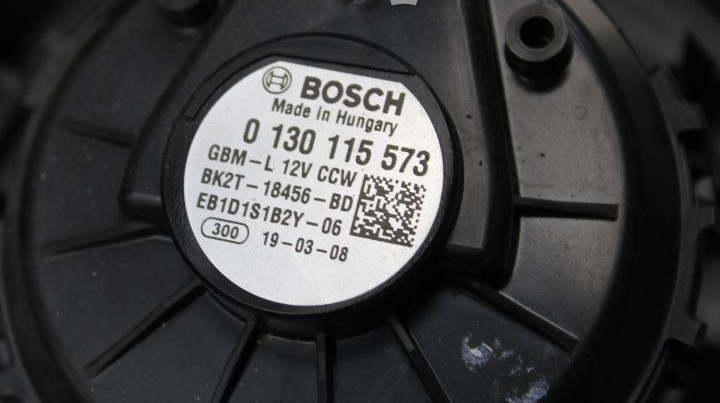 BOSCH
Made in Hungary
0 130 115 573
GBM-L 12V CCW
BK2T-18456-BD
EB1D1S1B2Y-06
300 19-03-08